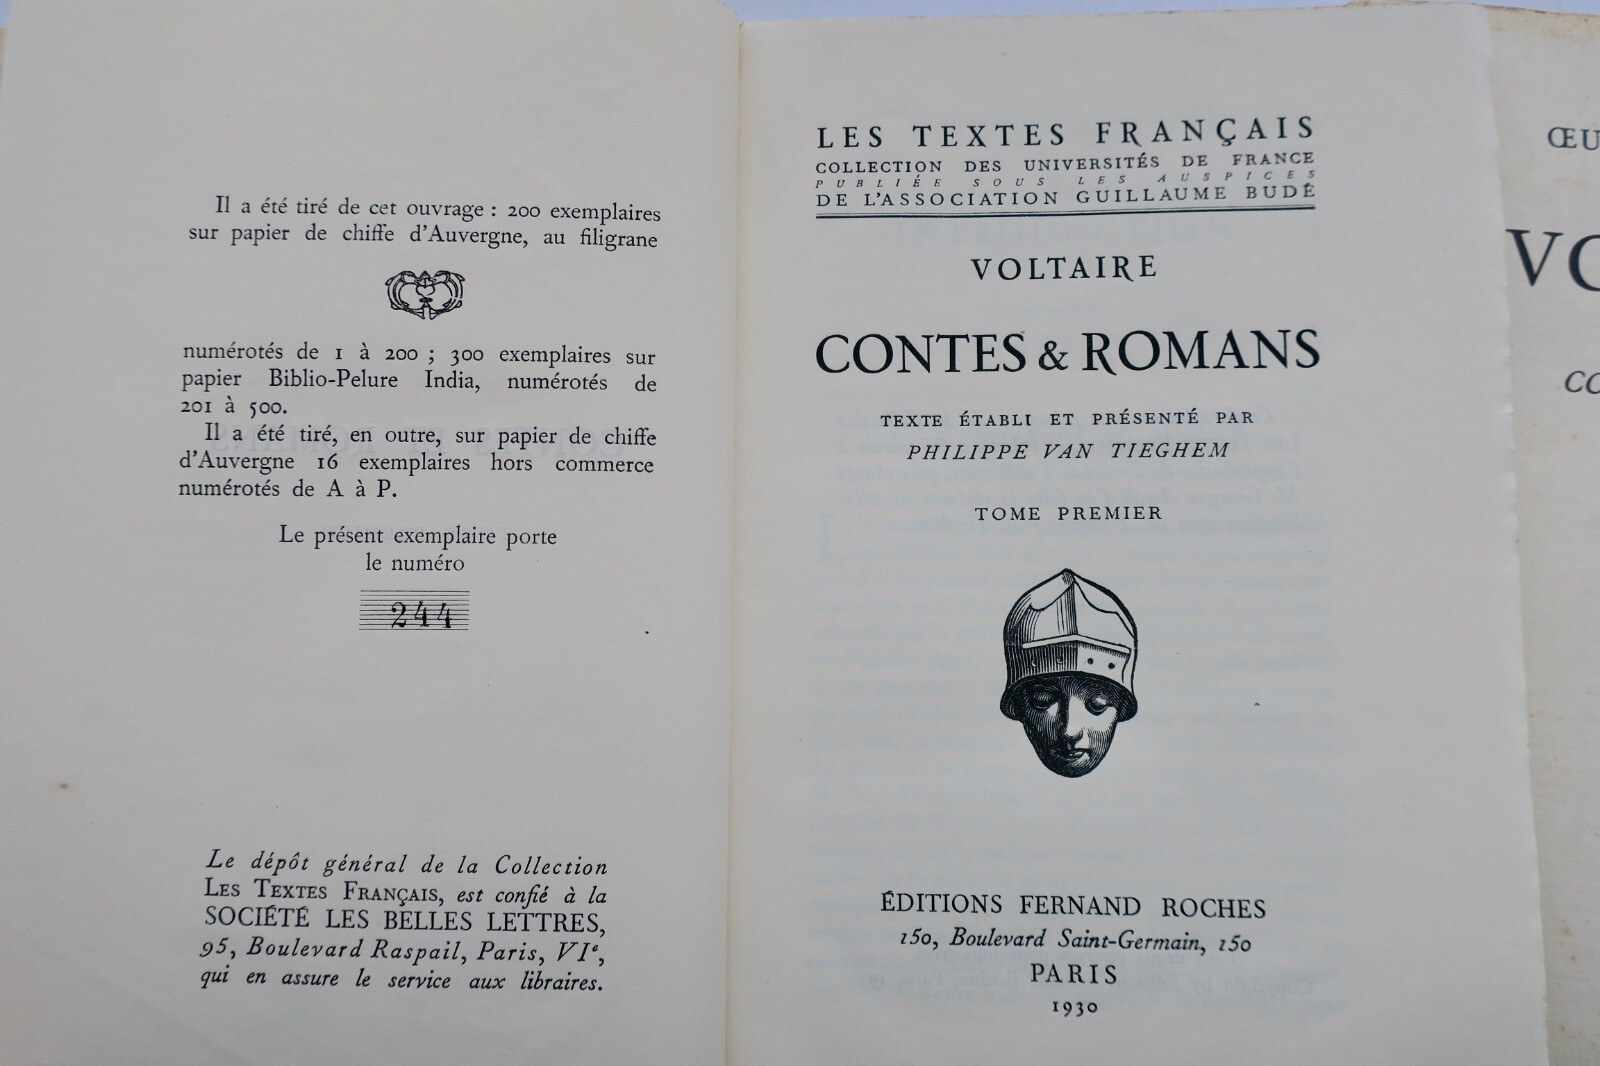 Il a été tiré de cet ouvrage : 200 exemplaires
sur papier de chiffe d'Auvergne, au filigrane
numérotés de 1 à 200 ; 300 exemplaires sur
papier Biblio-Pelure India, numérotés de
201 à 500.
Il a été tiré, en outre, sur papier de chiffe
d'Auvergne 16 exemplaires hors commerce
numérotés de A à P.
Le présent exemplaire porte
le numéro
244
Le dépôt général de la Collection
LES TEXTES FRANÇAIS, est confié à la
SOCIÉTÉ LES BELLES LETTRES,
95, Boulevard Raspail, Paris, VIe,
qui en assure le service aux libraires.
LES TEXTES FRANÇAIS
COLLECTION DES UNIVERSITÉS DE FRANCE
PUBLIÉE SOUS LES AUSPICES
DE L'ASSOCIATION GUILLAUME BUDÉ
VOLTAIRE
CONTES & ROMANS
TEXTE ÉTABLI ET PRÉSENTÉ PAR
PHILIPPE VAN TIEGHEM
TOME PREMIER
ÉDITIONS FERNAND ROCHES
150, Boulevard Saint-Germain, 150
PARIS
1930